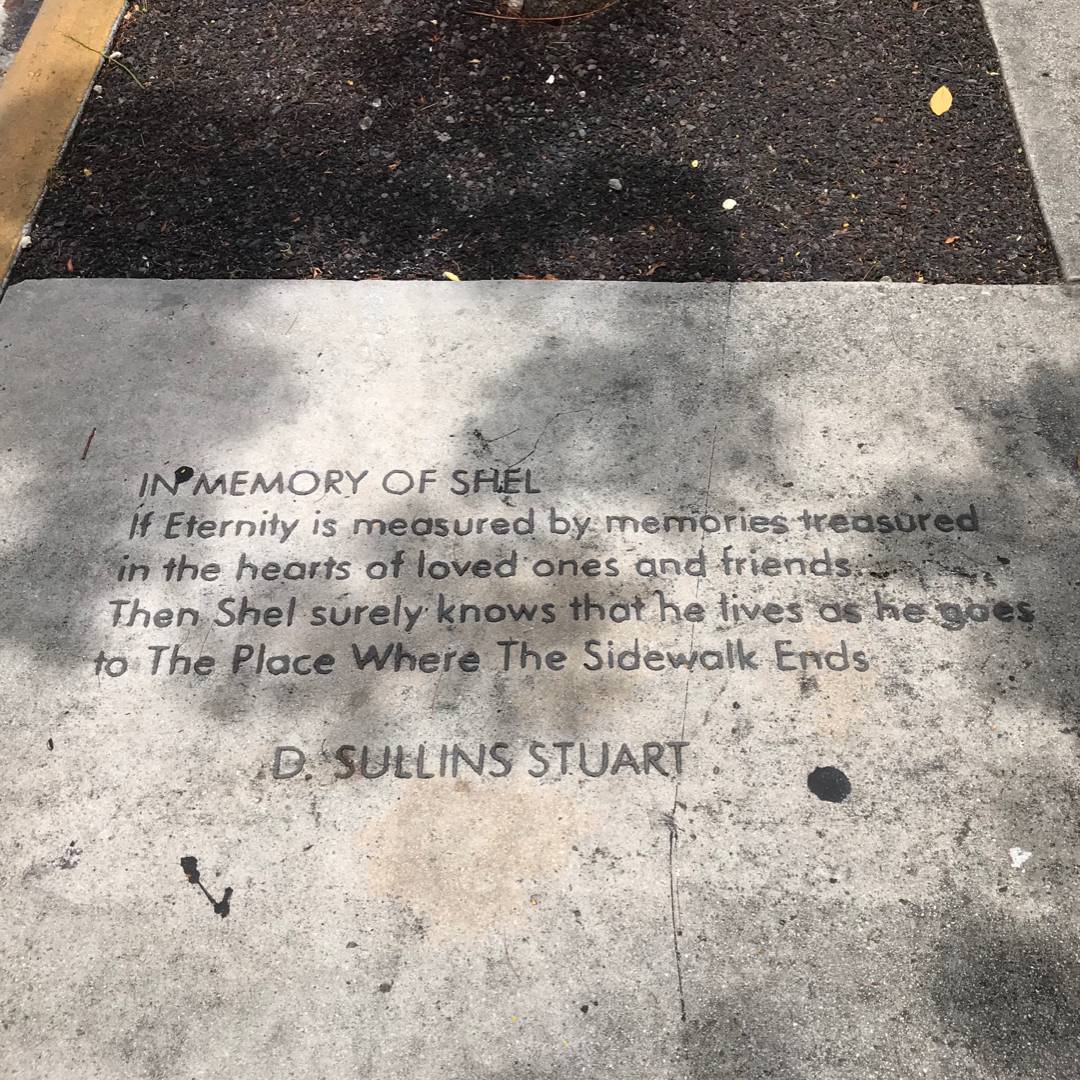 IN MEMORY OF SHEL
If Eternity is measured by memories treasured
in the hearts of loved ones and friends.
Then Shel surely knows that he lives as he goes
to The Place Where The Sidewalk Ends
D SULLINS STUART